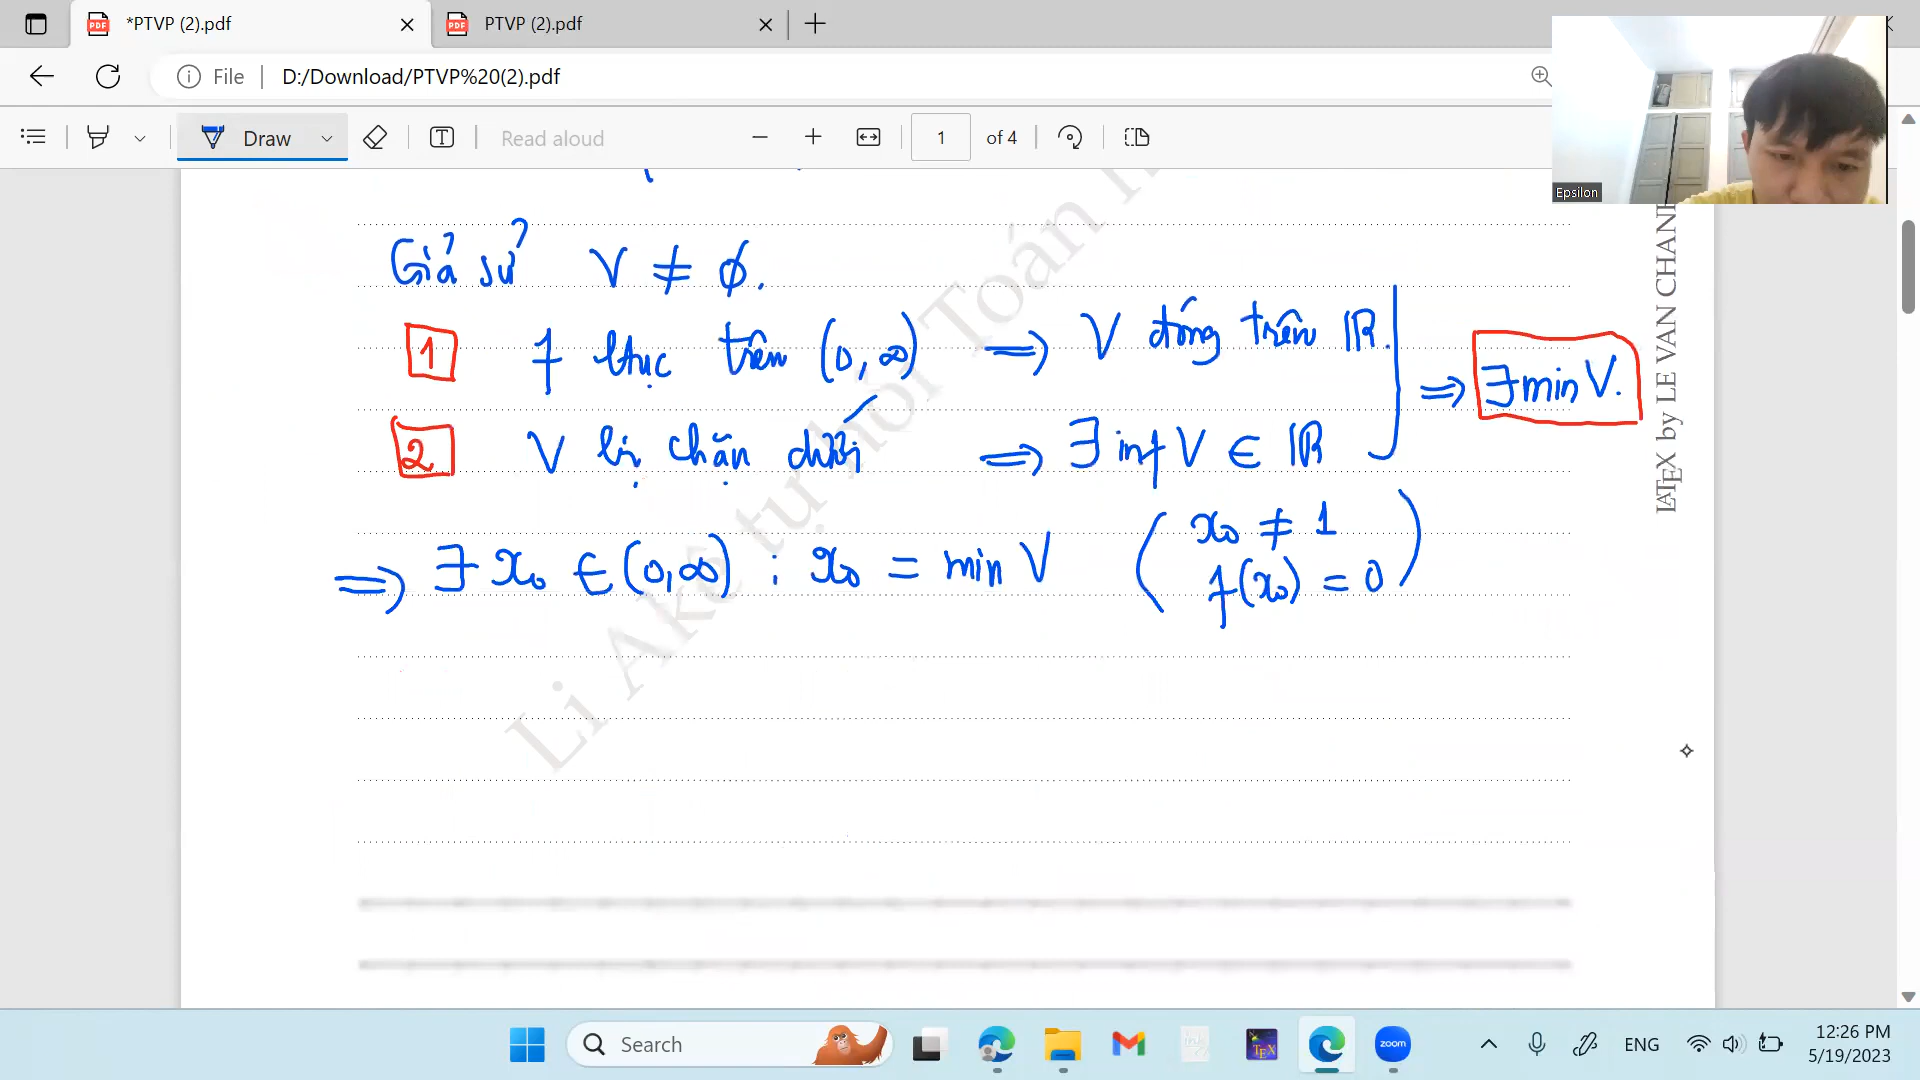 *PTVP (2).pdf
PTVP (2).pdf
File D:/Download/PTVP%20(2).pdf
Draw Read aloud 1 of 4
Epsilon
Giả sử V ≠ ∅.
1 f ltục trên (0, ∞) ⟹ V đóng trên ℝ.
⟹ ∃ min V.
2 V bị chặn dưới ⟹ ∃ inf V ∈ ℝ
⟹ ∃ x₀ ∈ (0, ∞) : x₀ = min V ( x₀ ≠ 1
f(x₀) = 0 )
LATEX by LE VAN CHANH
Search
ENG
12:26 PM
5/19/2023
zoom